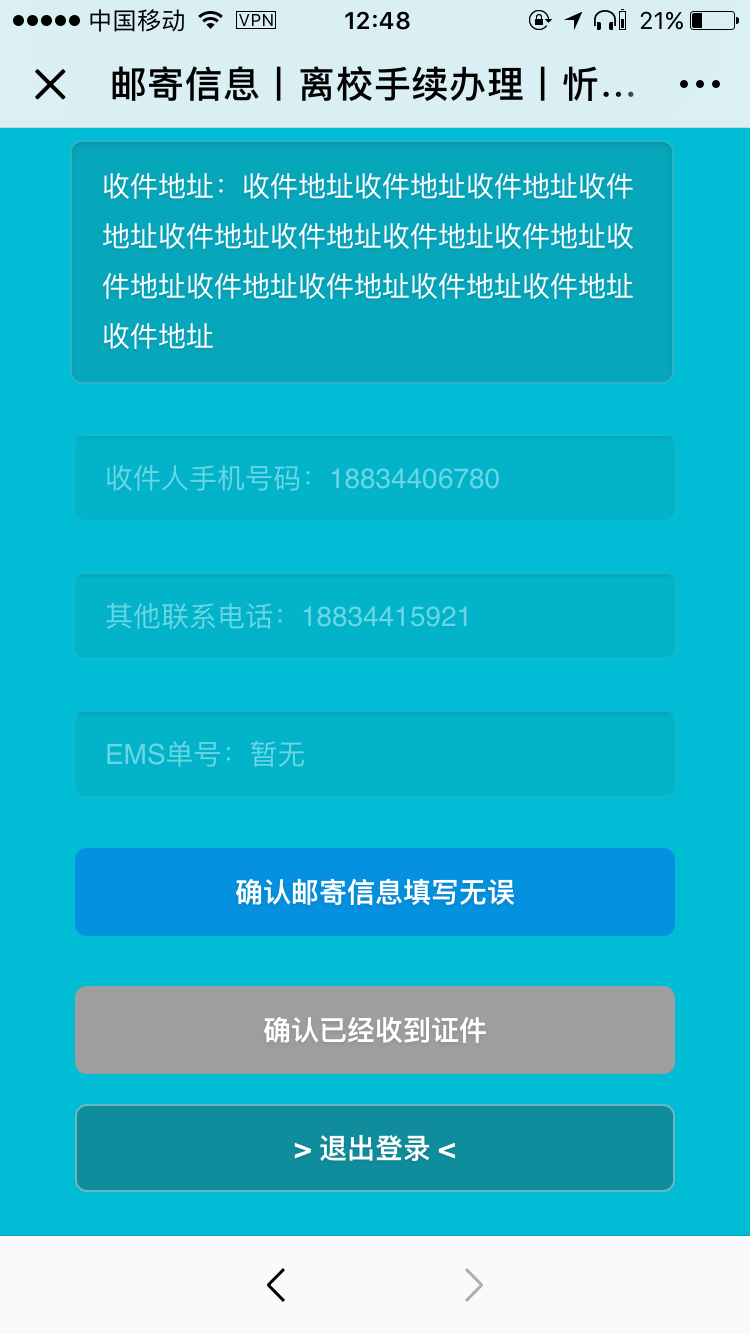 中国移动 VPN 12:48 21%
邮寄信息丨离校手续办理丨忻...
收件地址：收件地址收件地址收件地址收件
地址收件地址收件地址收件地址收件地址收
件地址收件地址收件地址收件地址收件地址
收件地址
收件人手机号码：18834406780
其他联系电话：18834415921
EMS单号：暂无
确认邮寄信息填写无误
确认已经收到证件
> 退出登录 <